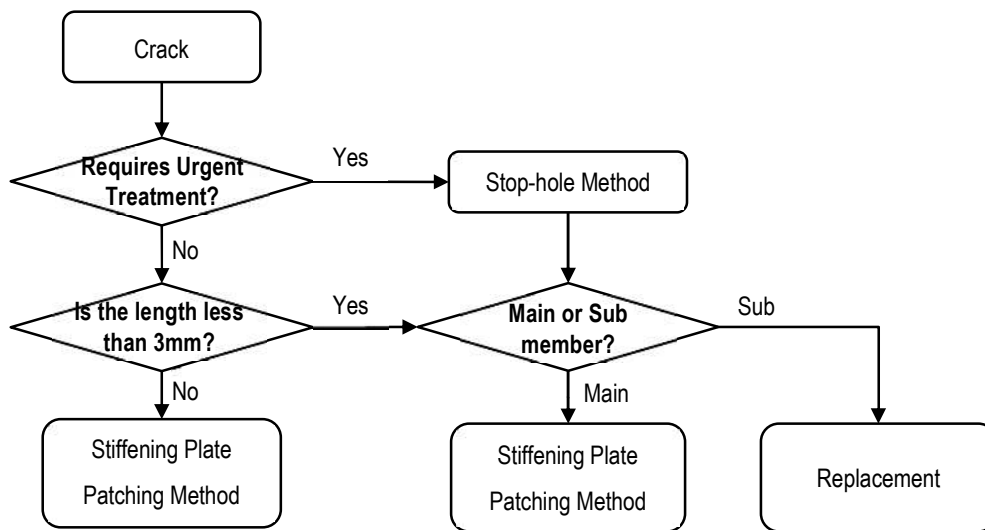 Crack
Requires Urgent
Treatment?
Yes
Stop-hole Method
No
Is the length less
than 3mm?
Yes
Main or Sub
member?
Sub
No
Main
Stiffening Plate
Patching Method
Stiffening Plate
Patching Method
Replacement